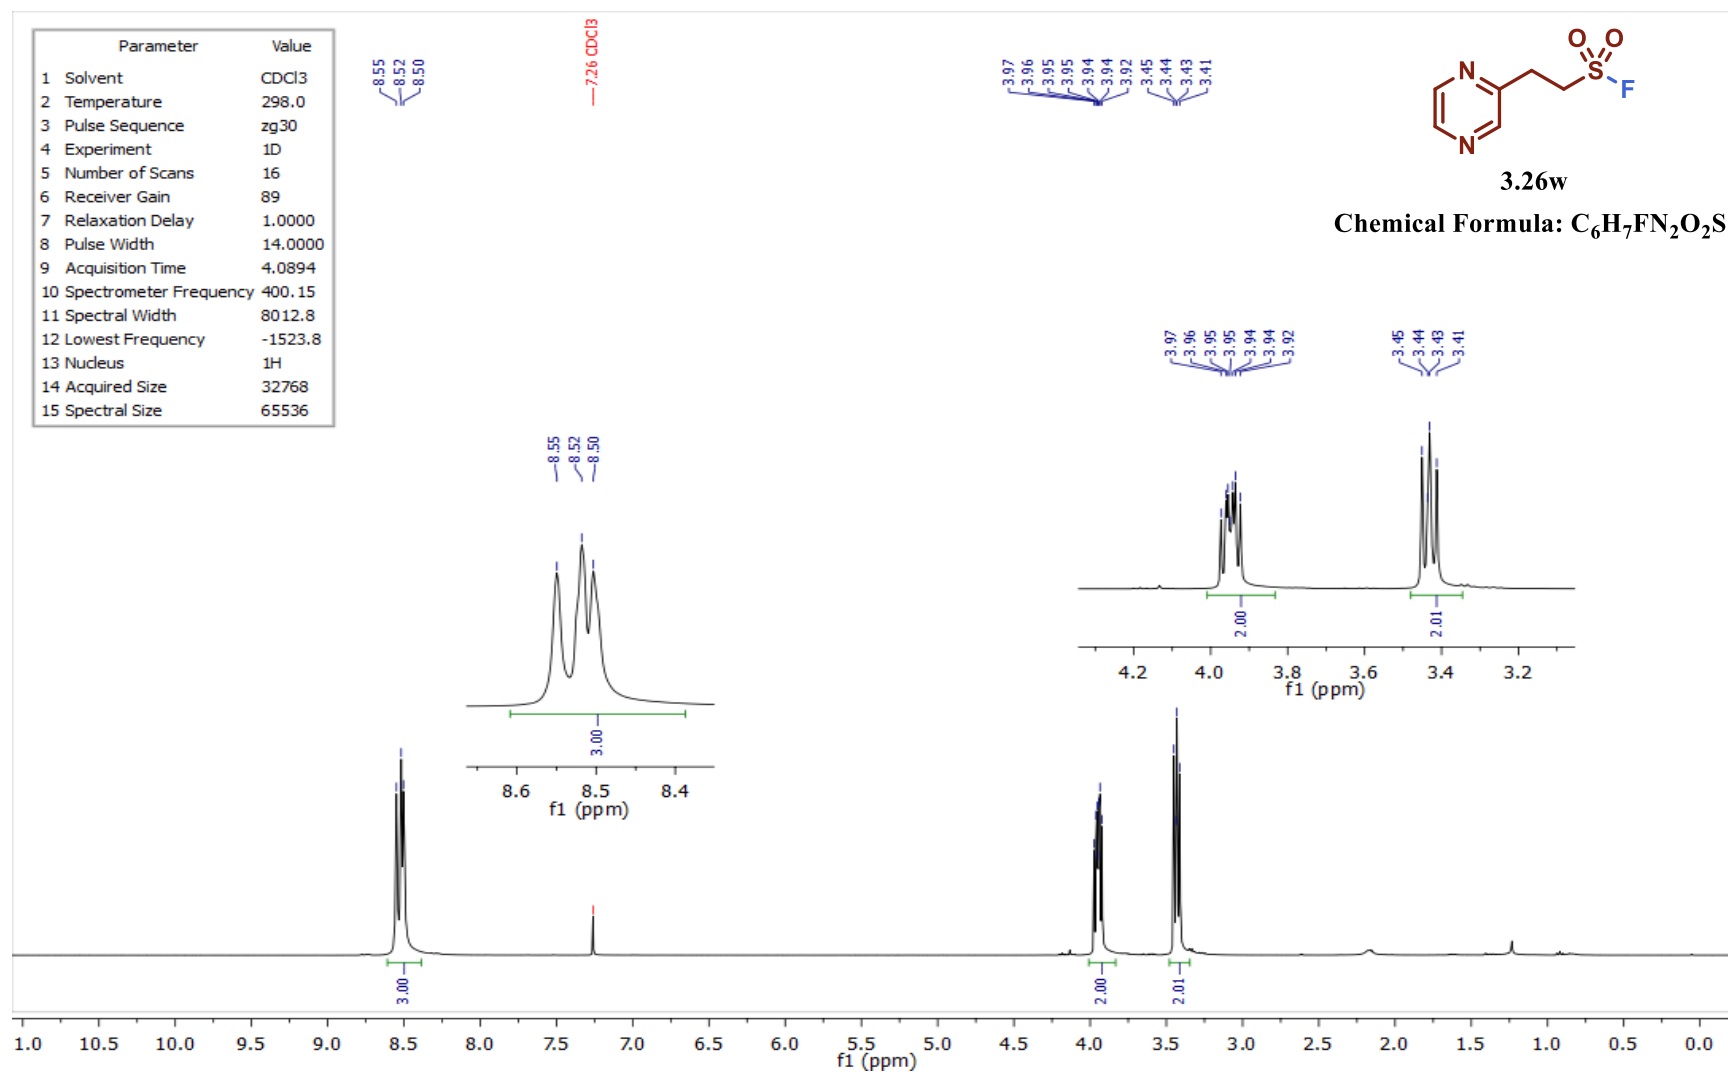 Parameter Value
1 Solvent CDCl3
2 Temperature 298.0
3 Pulse Sequence zg30
4 Experiment 1D
5 Number of Scans 16
6 Receiver Gain 89
7 Relaxation Delay 1.0000
8 Pulse Width 14.0000
9 Acquisition Time 4.0894
10 Spectrometer Frequency 400.15
11 Spectral Width 8012.8
12 Lowest Frequency -1523.8
13 Nucleus 1H
14 Acquired Size 32768
15 Spectral Size 65536
8.55
8.52
8.50
7.26 CDCl3
3.97
3.96
3.95
3.95
3.94
3.94
3.92
3.45
3.44
3.43
3.41
O O
S
F
N
N
3.26w
Chemical Formula: C₆H₇FN₂O₂S
3.97
3.96
3.95
3.95
3.94
3.94
3.92
3.45
3.44
3.43
3.41
2.00
2.01
4.2 4.0 3.8 3.6 3.4 3.2
f1 (ppm)
8.55
8.52
8.50
3.00
8.6 8.5 8.4
f1 (ppm)
3.00
2.00
2.01
1.0 10.5 10.0 9.5 9.0 8.5 8.0 7.5 7.0 6.5 6.0 5.5 5.0 4.5 4.0 3.5 3.0 2.5 2.0 1.5 1.0 0.5 0.0
f1 (ppm)